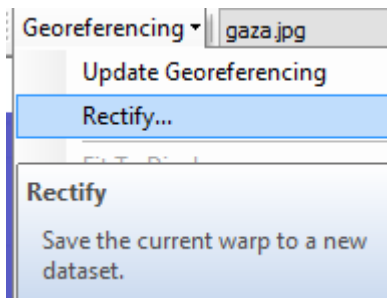 Georeferencing gaza.jpg
Update Georeferencing
Rectify...
Rectify
Save the current warp to a new
dataset.